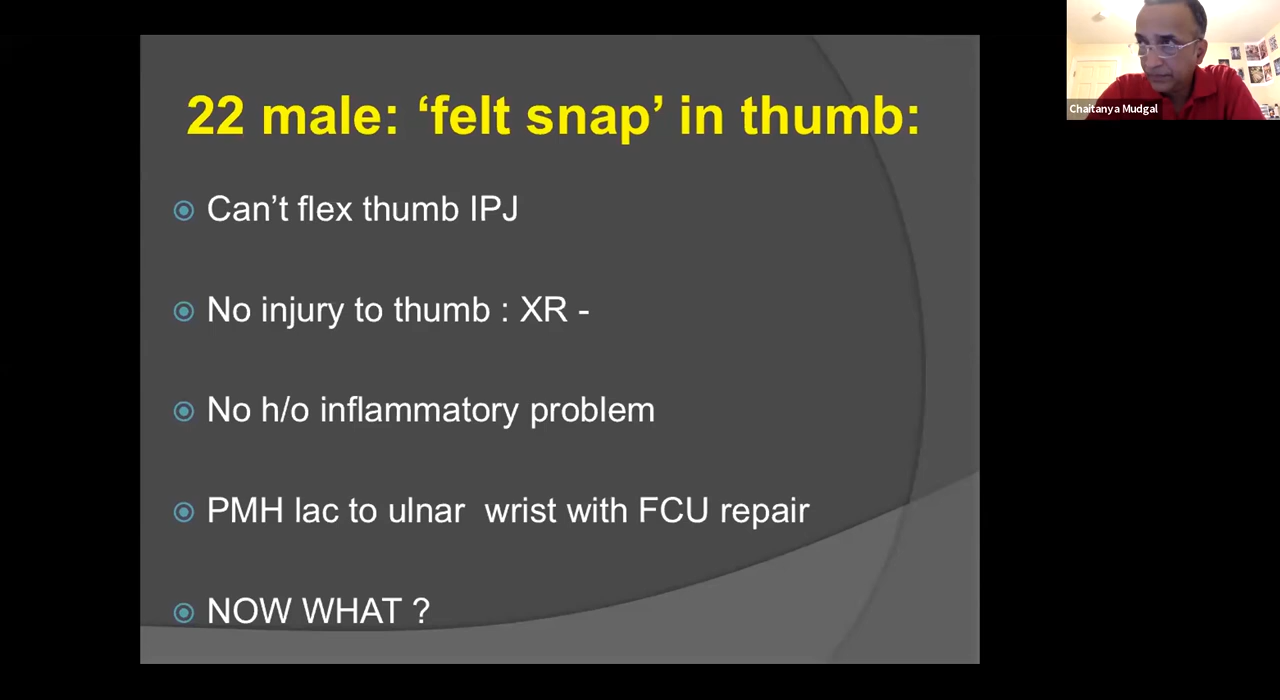 22 male: ‘felt snap’ in thumb:
Can’t flex thumb IPJ
No injury to thumb : XR -
No h/o inflammatory problem
PMH lac to ulnar  wrist with FCU repair
NOW WHAT ?
Chaitanya Mudgal